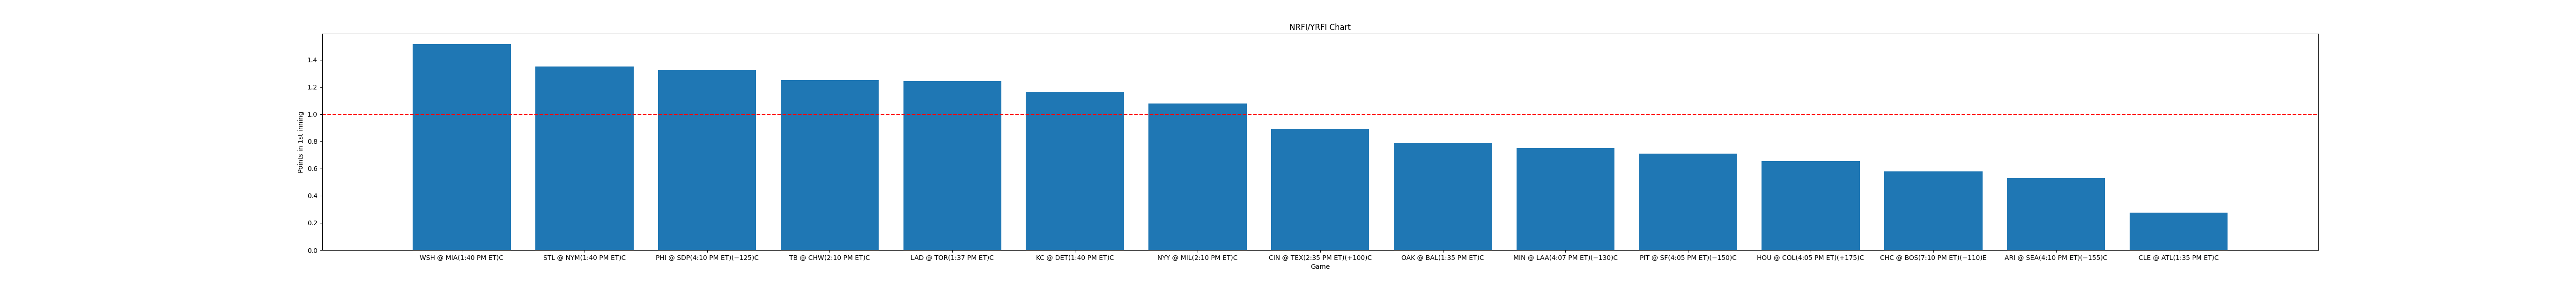 NRFI/YRFI Chart
Points in 1st inning
1.4
1.2
1.0
0.8
0.6
0.4
0.2
0.0
WSH @ MIA(1:40 PM ET)C
STL @ NYM(1:40 PM ET)C
PHI @ SDP(4:10 PM ET)(−125)C
TB @ CHW(2:10 PM ET)C
LAD @ TOR(1:37 PM ET)C
KC @ DET(1:40 PM ET)C
NYY @ MIL(2:10 PM ET)C
CIN @ TEX(2:35 PM ET)(+100)C
OAK @ BAL(1:35 PM ET)C
MIN @ LAA(4:07 PM ET)(−130)C
PIT @ SF(4:05 PM ET)(−150)C
HOU @ COL(4:05 PM ET)(+175)C
CHC @ BOS(7:10 PM ET)(−110)E
ARI @ SEA(4:10 PM ET)(−155)C
CLE @ ATL(1:35 PM ET)C
Game